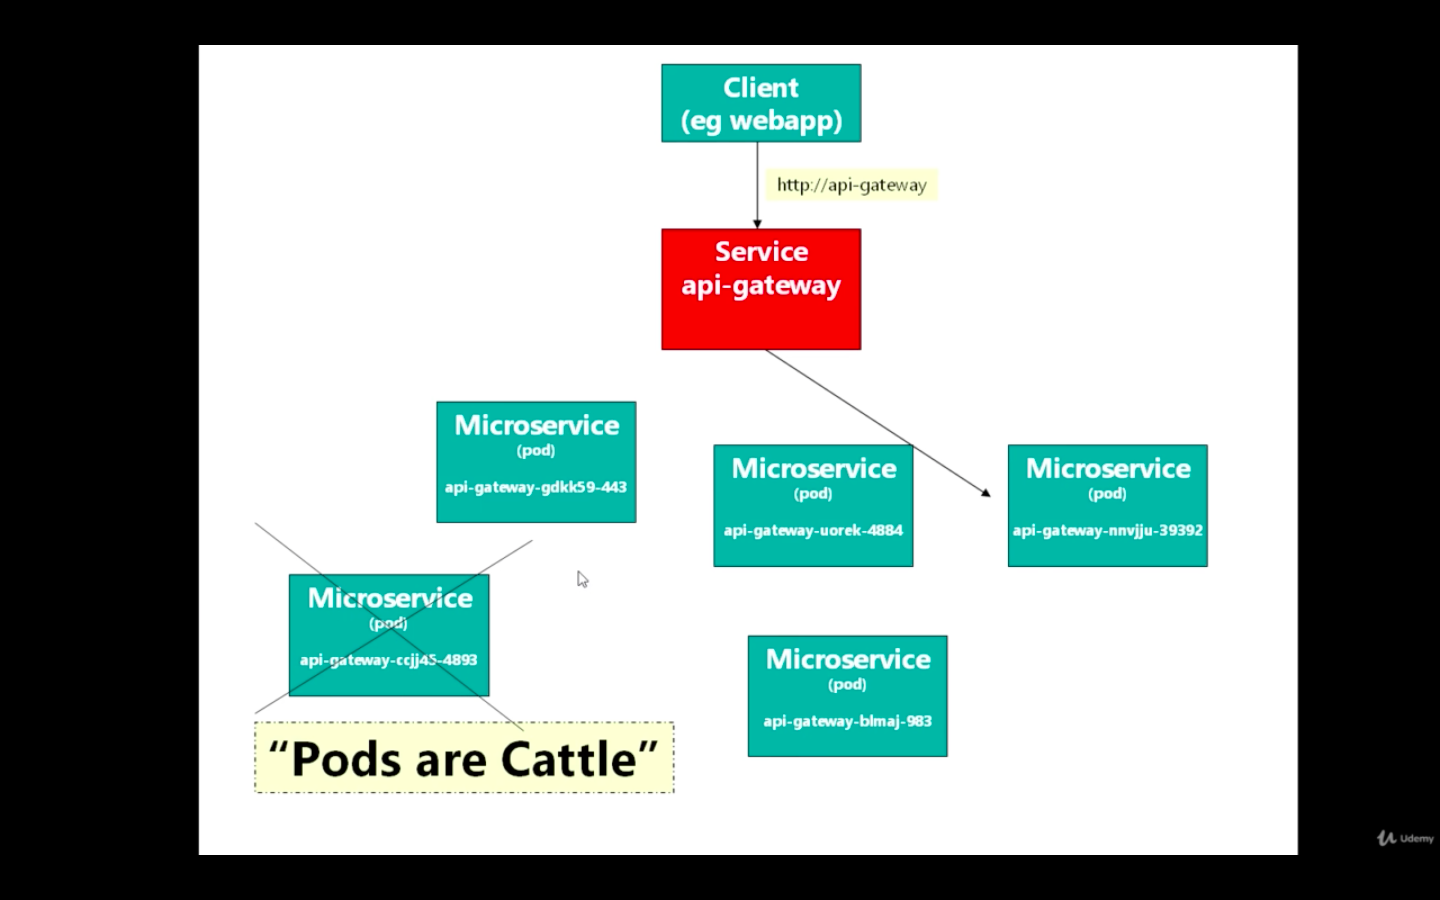 Client
(eg webapp)
http://api-gateway
Service
api-gateway
Microservice
(pod)
api-gateway-gdkk59-443
Microservice
(pod)
api-gateway-uorek-4884
Microservice
(pod)
api-gateway-nnvjju-39392
Microservice
(pod)
api-gateway-ccjj45-4893
Microservice
(pod)
api-gateway-blmaj-983
“Pods are Cattle”
Udemy